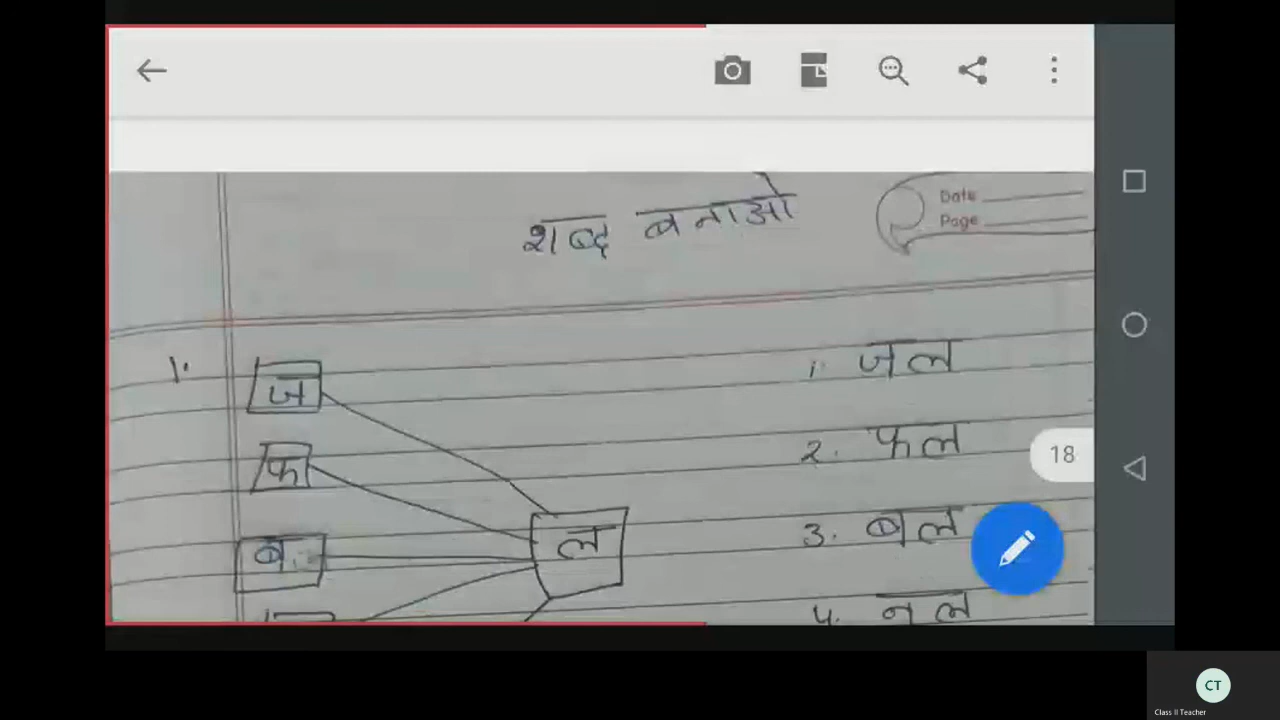 शब्द बनाओ
Date
Page
1.
ज
फ
ब
ल
1. जल
2. फल
3. बल
4. नल
18
CT
Class II Teacher